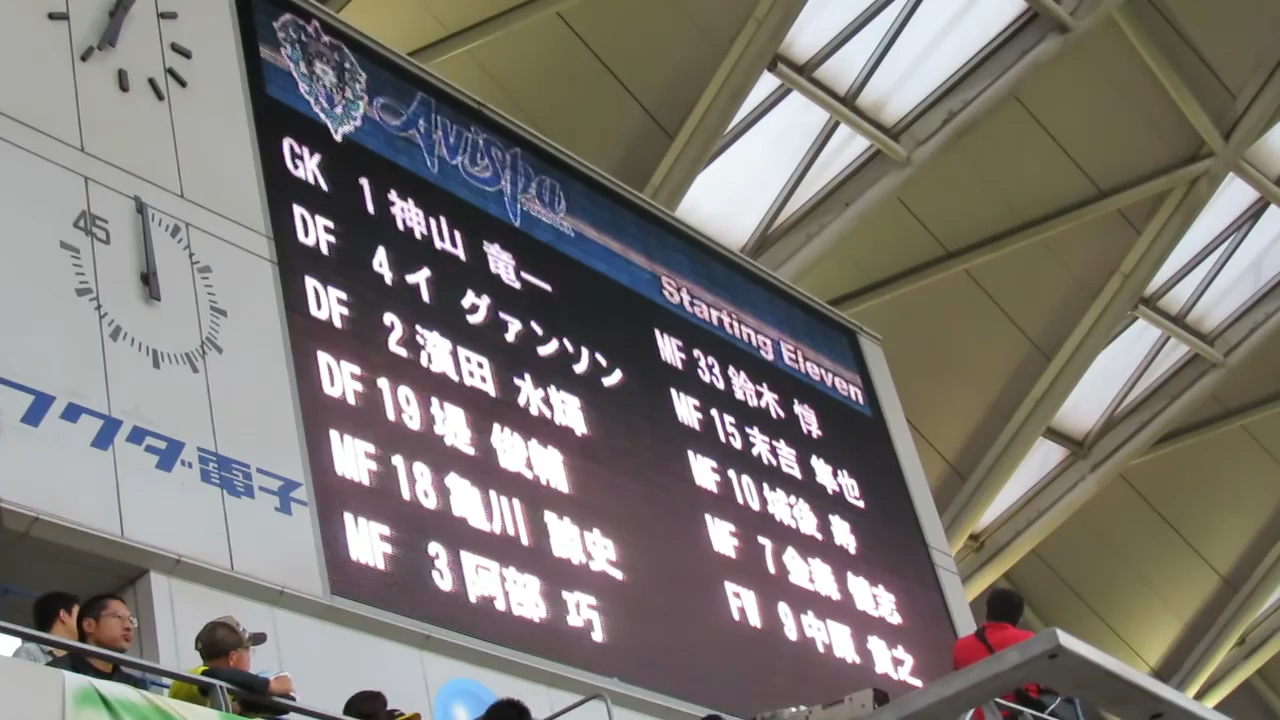 45
フクダ電子
Avispa
Starting Eleven
GK 1 神山 竜一
DF 4 イ グァンソン
DF 2 濱田 水輝
DF 19 堤 俊輔
MF 18 亀川 諒史
MF 3 阿部 巧
MF 33 鈴木 惇
MF 15 末吉 隼也
MF 10 城後 寿
MF 7 金森 健志
FW 9 中原 貴之